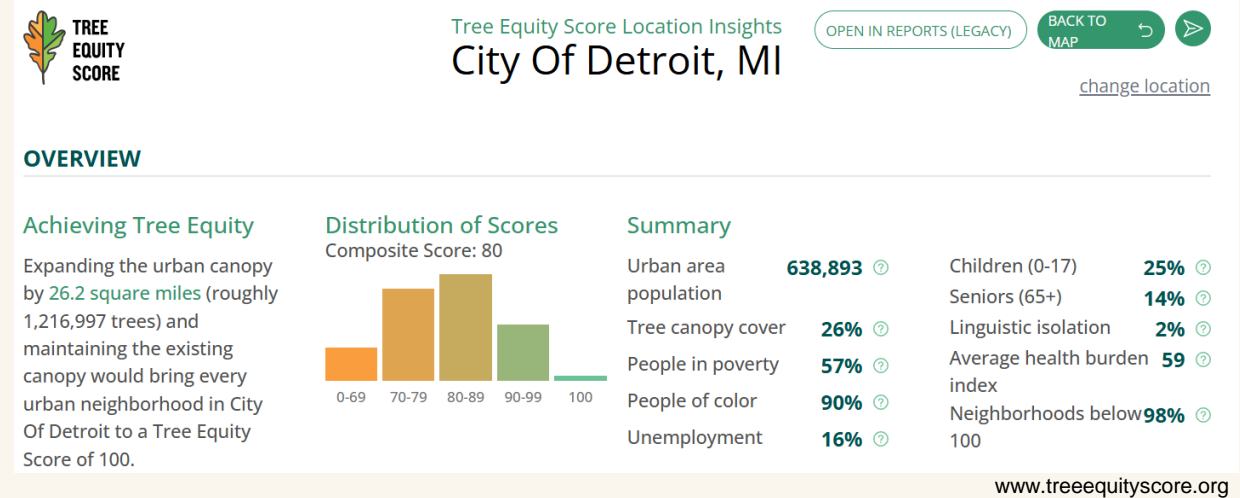 TREE
EQUITY
SCORE
Tree Equity Score Location Insights
City Of Detroit, MI
OPEN IN REPORTS (LEGACY)
BACK TO
MAP
change location
OVERVIEW
Achieving Tree Equity
Expanding the urban canopy
by 26.2 square miles (roughly
1,216,997 trees) and
maintaining the existing
canopy would bring every
urban neighborhood in City
Of Detroit to a Tree Equity
Score of 100.
Distribution of Scores
Composite Score: 80
0-69 70-79 80-89 90-99 100
Summary
Urban area
population 638,893 ?
Tree canopy cover 26% ?
People in poverty 57% ?
People of color 90% ?
Unemployment 16% ?
Children (0-17) 25% ?
Seniors (65+) 14% ?
Linguistic isolation 2% ?
Average health burden
index 59 ?
Neighborhoods below
100 98% ?
www.treeequityscore.org